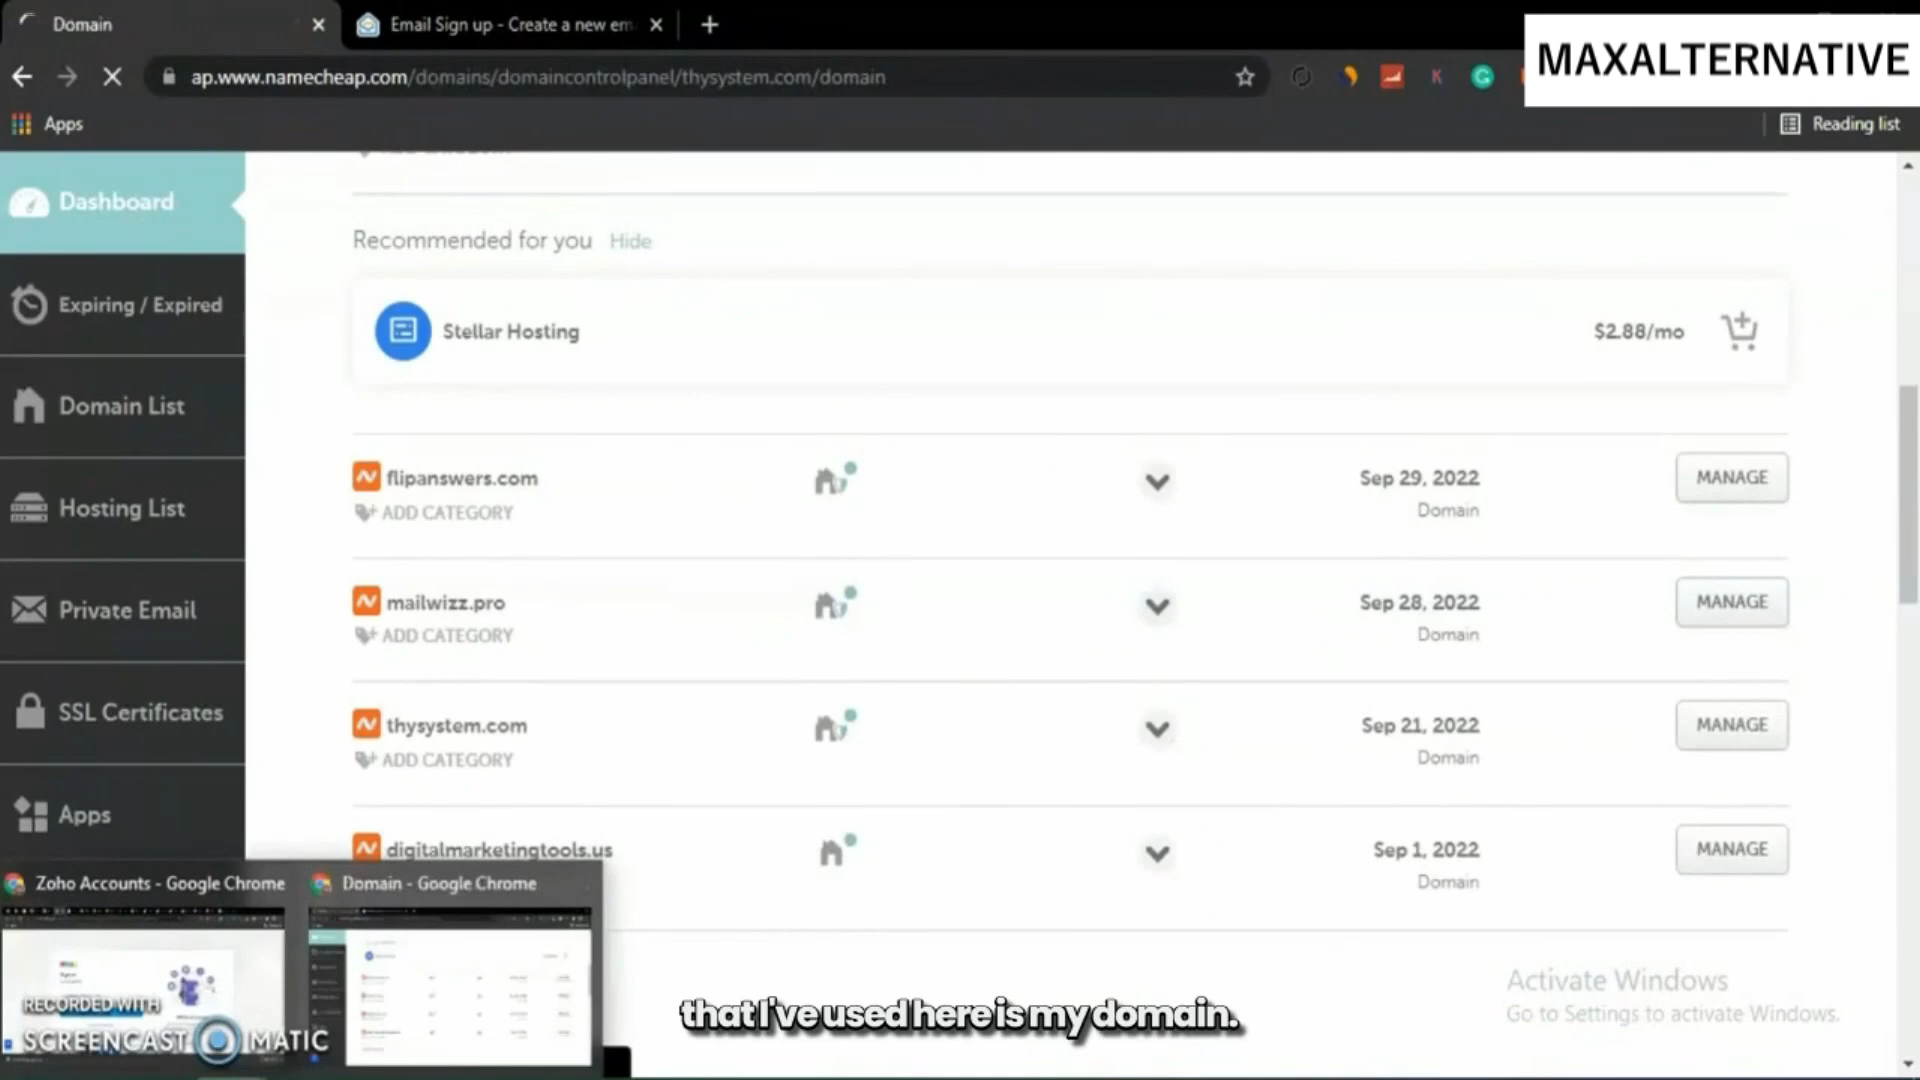 Domain
Email Sign up - Create a new em
MAXALTERNATIVE
ap.www.namecheap.com/domains/domaincontrolpanel/thysystem.com/domain
Apps
Reading list
Dashboard
Expiring / Expired
Domain List
Hosting List
Private Email
SSL Certificates
Apps
Recommended for you Hide
Stellar Hosting
$2.88/mo
flipanswers.com
ADD CATEGORY
Sep 29, 2022
Domain
MANAGE
mailwizz.pro
ADD CATEGORY
Sep 28, 2022
Domain
MANAGE
thysystem.com
ADD CATEGORY
Sep 21, 2022
Domain
MANAGE
digitalmarketingtools.us
Sep 1, 2022
Domain
MANAGE
Zoho Accounts - Google Chrome
Domain - Google Chrome
RECORDED WITH
SCREENCAST MATIC
that I've used here is my domain.
Activate Windows
Go to Settings to activate Windows.